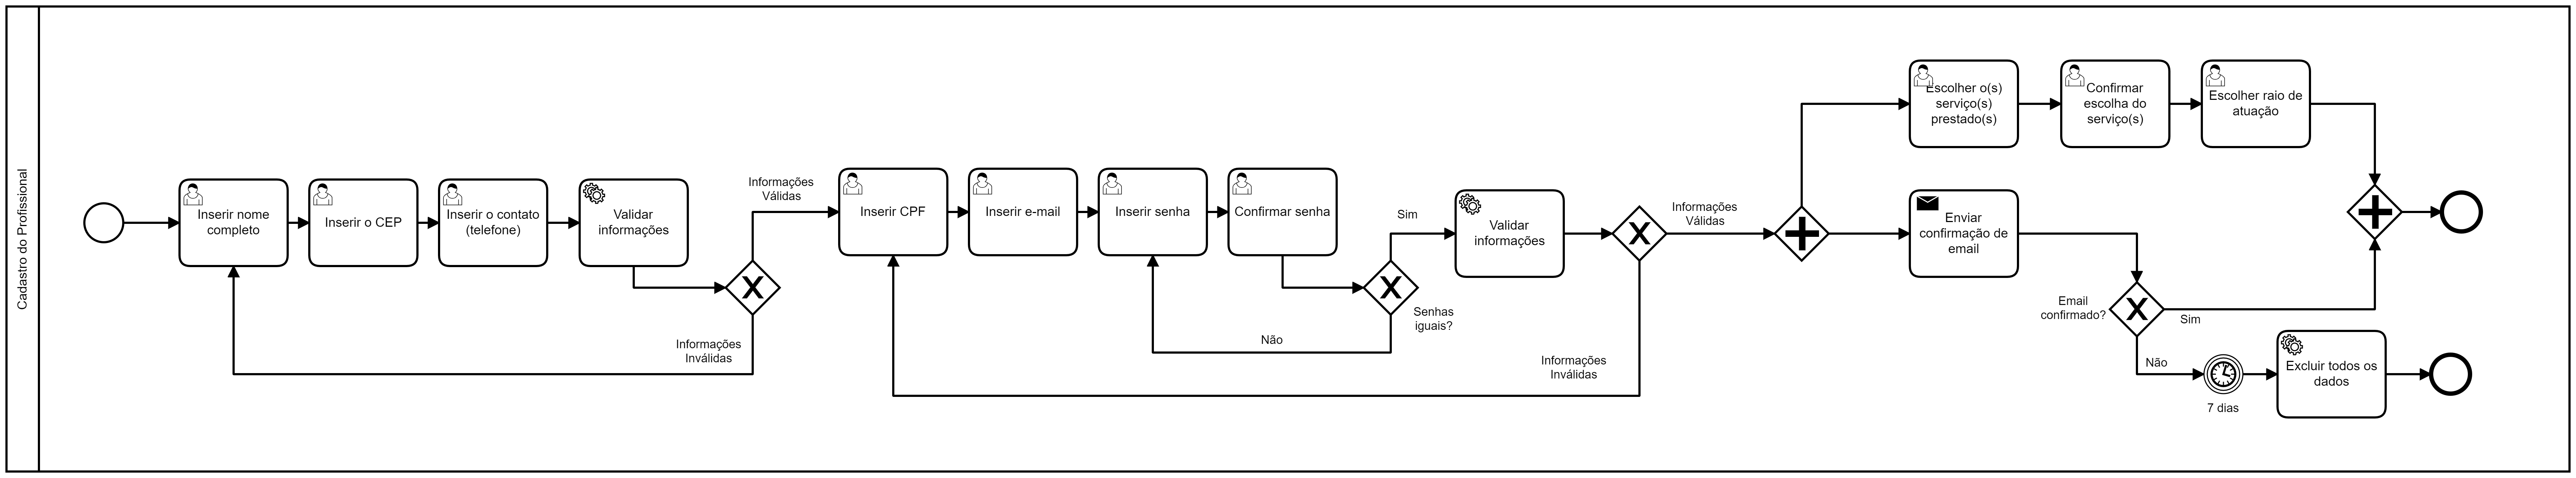 Cadastro do Profissional
Inserir nome
completo
Inserir o CEP
Inserir o contato
(telefone)
Validar
informações
Informações
Válidas
Informações
Inválidas
Inserir CPF
Inserir e-mail
Inserir senha
Confirmar senha
Sim
Senhas
iguais?
Não
Validar
informações
Informações
Válidas
Informações
Inválidas
Escolher o(s)
serviço(s)
prestado(s)
Confirmar
escolha do
serviço(s)
Escolher raio de
atuação
Enviar
confirmação de
email
Email
confirmado?
Sim
Não
7 dias
Excluir todos os
dados